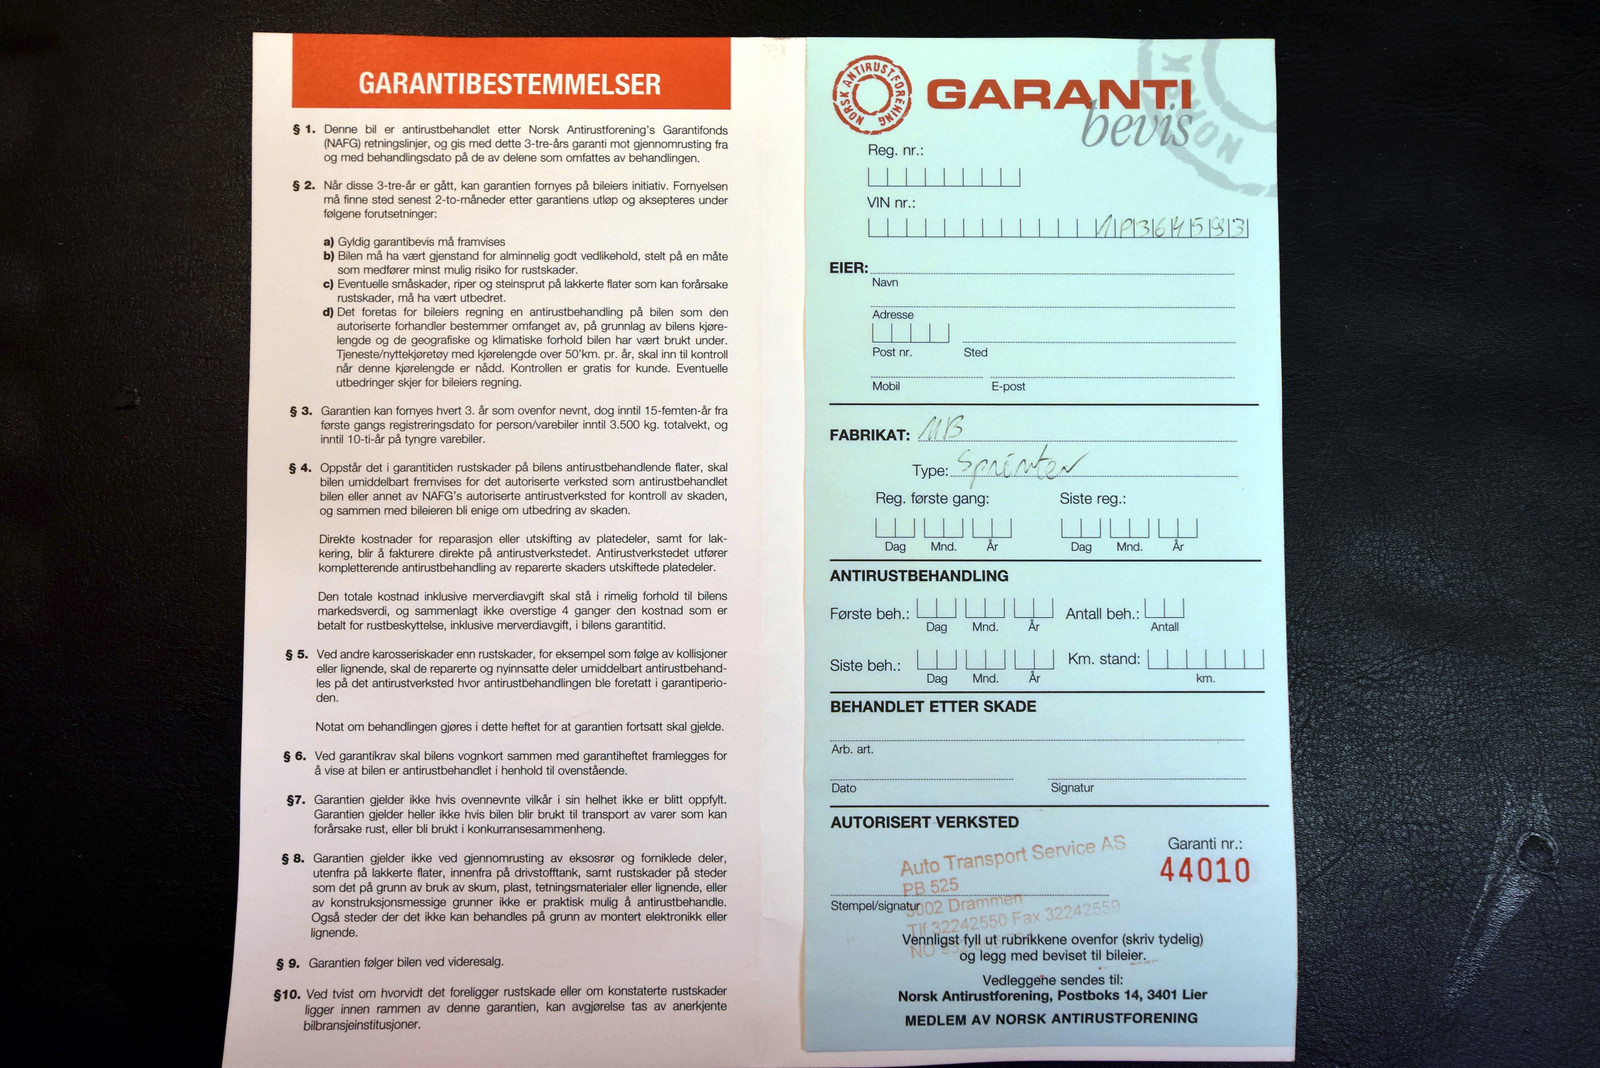 GARANTIBESTEMMELSER
§ 1. Denne bil er antirustbehandlet etter Norsk Antirustforening's Garantifonds
(NAFG) retningslinjer, og gis med dette 3-tre-års garanti mot gjennomrusting fra
og med behandlingsdato på de av delene som omfattes av behandlingen.
§ 2. Når disse 3-tre-år er gått, kan garantien fornyes på bileiers initiativ. Fornyelsen
må finne sted senest 2-to-måneder etter garantiens utløp og aksepteres under
følgene forutsetninger:
a) Gyldig garantibevis må framvises
b) Bilen må ha vært gjenstand for alminnelig godt vedlikehold, stelt på en måte
som medfører minst mulig risiko for rustskader.
c) Eventuelle småskader, riper og steinsprut på lakkerte flater som kan forårsake
rustskader, må ha vært utbedret.
d) Det foretas for bileiers regning en antirustbehandling på bilen som den
autoriserte forhandler bestemmer omfanget av, på grunnlag av bilens kjøre-
lengde og de geografiske og klimatiske forhold bilen har vært brukt under.
Tjeneste/nyttekjøretøy med kjørelengde over 50'km. pr. år, skal inn til kontroll
når denne kjørelengde er nådd. Kontrollen er gratis for kunde. Eventuelle
utbedringer skjer for bileiers regning.
§ 3. Garantien kan fornyes hvert 3. år som ovenfor nevnt, dog inntil 15-femten-år fra
første gangs registreringsdato for person/varebiler inntil 3.500 kg. totalvekt, og
inntil 10-ti-år på tyngre varebiler.
§ 4. Oppstår det i garantitiden rustskader på bilens antirustbehandlende flater, skal
bilen umiddelbart fremvises for det autoriserte verksted som antirustbehandlet
bilen eller annet av NAFG's autoriserte antirustverksted for kontroll av skaden,
og sammen med bileieren bli enige om utbedring av skaden.
Direkte kostnader for reparasjon eller utskifting av platedeler, samt for lak-
kering, blir å fakturere direkte på antirustverkstedet. Antirustverkstedet utfører
kompletterende antirustbehandling av reparerte skaders utskiftede platedeler.
Den totale kostnad inklusive merverdiavgift skal stå i rimelig forhold til bilens
markedsverdi, og sammenlagt ikke overstige 4 ganger den kostnad som er
betalt for rustbeskyttelse, inklusive merverdiavgift, i bilens garantitid.
§ 5. Ved andre karosseriskader enn rustskader, for eksempel som følge av kollisjoner
eller lignende, skal de reparerte og nyinnsatte deler umiddelbart antirustbehand-
les på det antirustverksted hvor antirustbehandlingen ble foretatt i garantiperio-
den.
Notat om behandlingen gjøres i dette heftet for at garantien fortsatt skal gjelde.
§ 6. Ved garantikrav skal bilens vognkort sammen med garantiheftet framlegges for
å vise at bilen er antirustbehandlet i henhold til ovenstående.
§7. Garantien gjelder ikke hvis ovennevnte vilkår i sin helhet ikke er blitt oppfylt.
Garantien gjelder heller ikke hvis bilen blir brukt til transport av varer som kan
forårsake rust, eller bli brukt i konkurransesammenheng.
§ 8. Garantien gjelder ikke ved gjennomrusting av eksosrør og forniklede deler,
utenfra på lakkerte flater, innenfra på drivstofftank, samt rustskader på steder
som det på grunn av bruk av skum, plast, tetningsmaterialer eller lignende, eller
av konstruksjonsmessige grunner ikke er praktisk mulig å antirustbehandle.
Også steder der det ikke kan behandles på grunn av montert elektronikk eller
lignende.
§ 9. Garantien følger bilen ved videresalg.
§10. Ved tvist om hvorvidt det foreligger rustskade eller om konstaterte rustskader
ligger innen rammen av denne garantien, kan avgjørelse tas av anerkjente
bilbransjeinstitusjoner.
NORSK ANTIRUSTFORENING
GARANTI
bevis
Reg. nr.:
VIN nr.:
1P364593
EIER:
Navn
Adresse
Post nr. Sted
Mobil E-post
FABRIKAT: MB
Type: Sprinter
Reg. første gang: Siste reg.:
Dag Mnd. År Dag Mnd. År
ANTIRUSTBEHANDLING
Første beh.: Antall beh.:
Dag Mnd. År Antall
Siste beh.: Km. stand:
Dag Mnd. År km.
BEHANDLET ETTER SKADE
Arb. art.
Dato Signatur
AUTORISERT VERKSTED
Garanti nr.:
44010
Auto Transport Service AS
PB 525
Stempel/signatur
3002 Drammen
Tlf 32242550 Fax 32242559
NO
Vennligst fyll ut rubrikkene ovenfor (skriv tydelig)
og legg med beviset til bileier.
Vedleggene sendes til:
Norsk Antirustforening, Postboks 14, 3401 Lier
MEDLEM AV NORSK ANTIRUSTFORENING